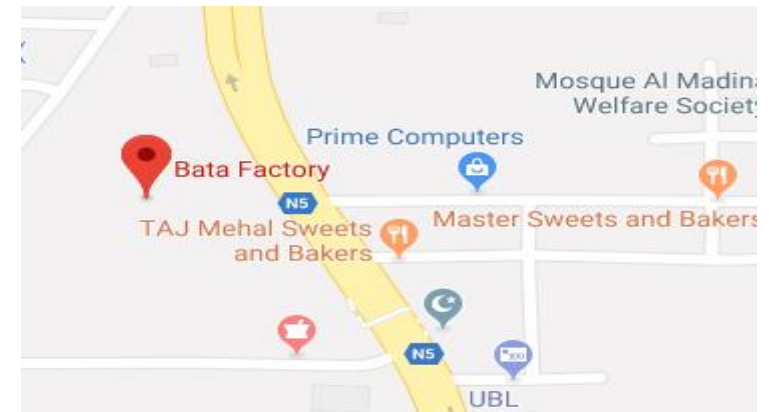 Mosque Al Madina
Welfare Society
Prime Computers
Bata Factory
N5
TAJ Mehal Sweets
and Bakers
Master Sweets and Bakers
N5
UBL